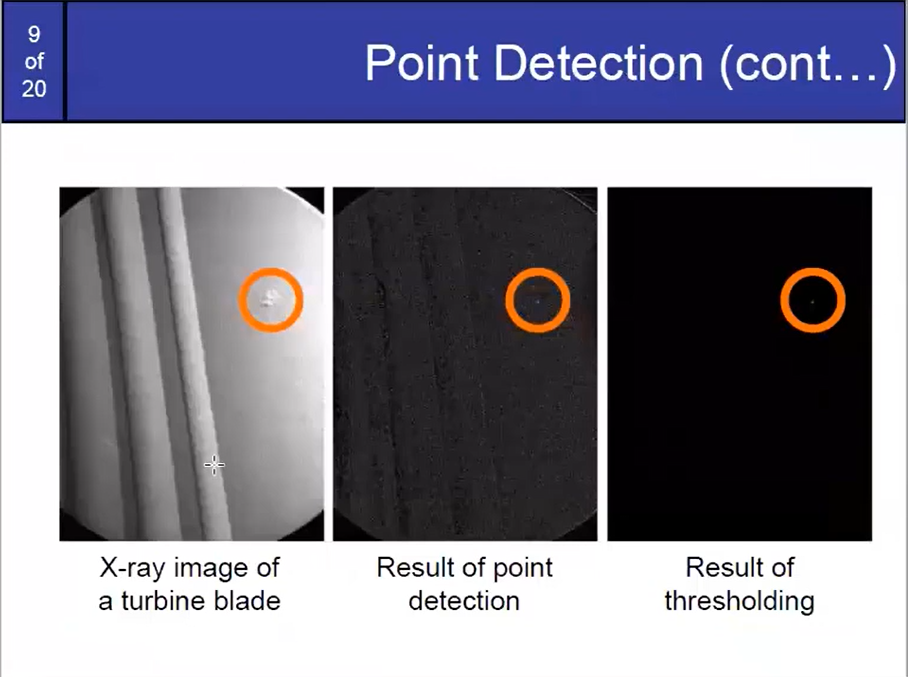 9
of
20
Point Detection (cont…)
X-ray image of
a turbine blade
Result of point
detection
Result of
thresholding